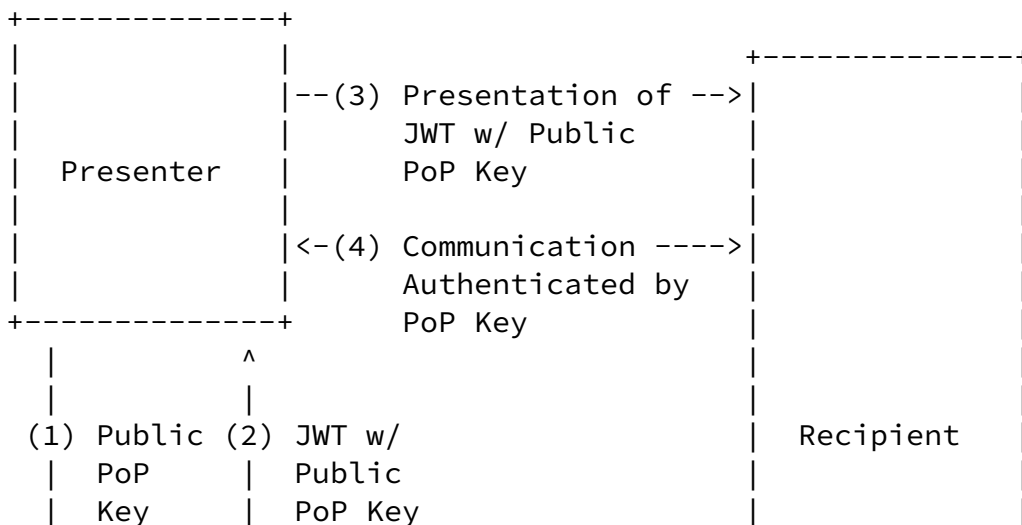 --(3) Presentation of -->
JWT w/ Public
Presenter PoP Key
<-(4) Communication ---->
Authenticated by
PoP Key
(1) Public (2) JWT w/ Recipient
PoP Public
Key PoP Key